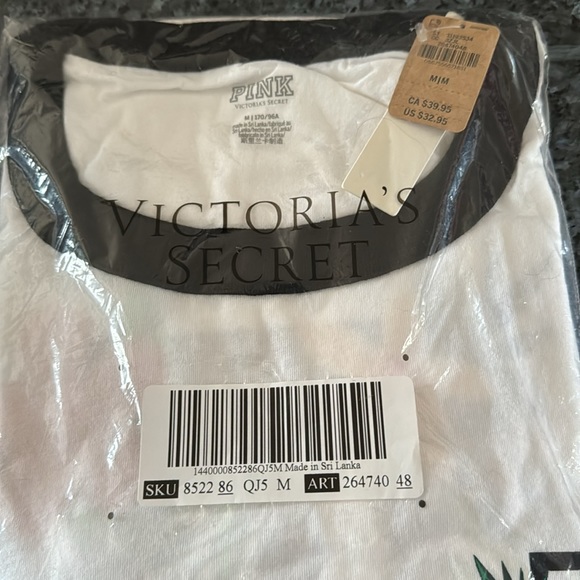 PINK
VICTORIA'S SECRET
M | 170/96A
VICTORIA'S
SECRET
M/M
CA $39.95
US $32.95
1440000852286QJ5M Made in Sri Lanka
SKU 8522 86 QJ5 M ART 264740 48